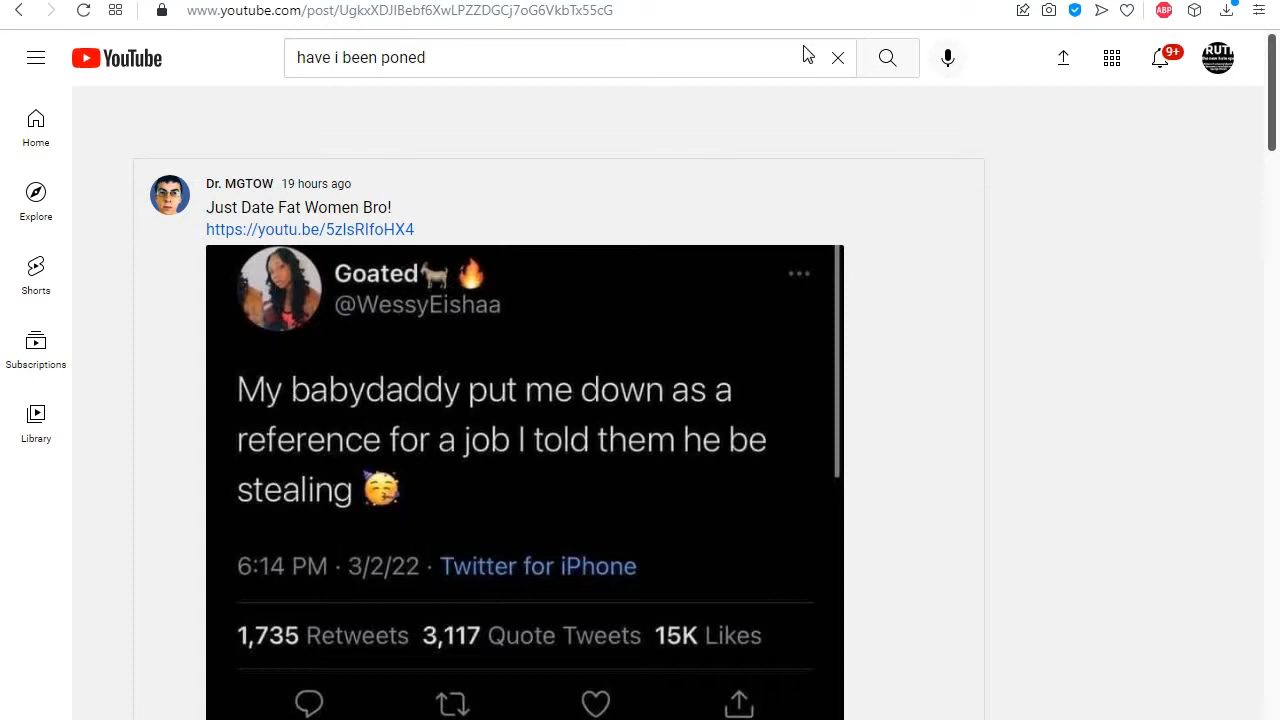 www.youtube.com/post/UgkxXDJIBebf6XwLPZZDGCj7oG6VkbTx55cG
ABP
YouTube
have i been poned
9+
Home
Explore
Shorts
Subscriptions
Library
Dr. MGTOW 19 hours ago
Just Date Fat Women Bro!
https://youtu.be/5zIsRIfoHX4
Goated🐐 🔥
@WessyEishaa
My babydaddy put me down as a
reference for a job I told them he be
stealing 🥳
6:14 PM · 3/2/22 · Twitter for iPhone
1,735 Retweets 3,117 Quote Tweets 15K Likes